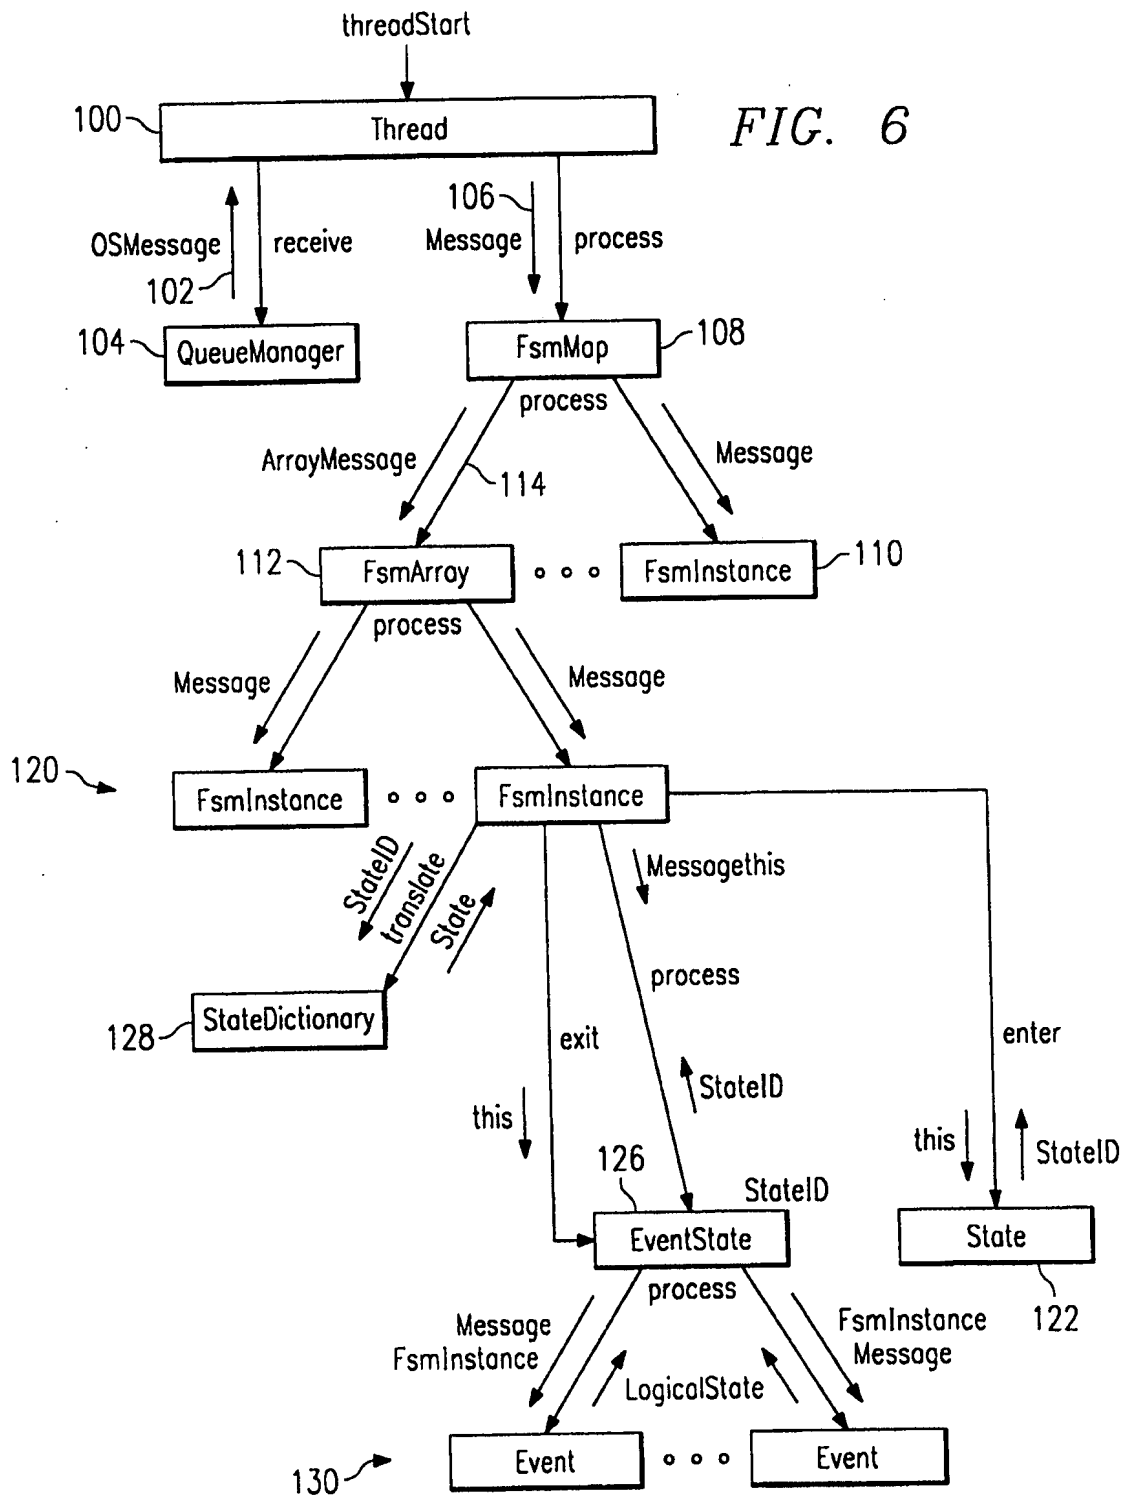 threadStart
100
Thread
FIG. 6
106
OSMessage
receive
Message
process
102
104
QueueManager
FsmMap
108
process
ArrayMessage
114
Message
112
FsmArray
FsmInstance
110
process
Message
Message
120
FsmInstance
FsmInstance
StateID
translate
State
Messagethis
process
128
StateDictionary
exit
enter
StateID
this
this
StateID
126
StateID
EventState
State
process
122
Message
FsmInstance
FsmInstance
Message
LogicalState
130
Event
Event